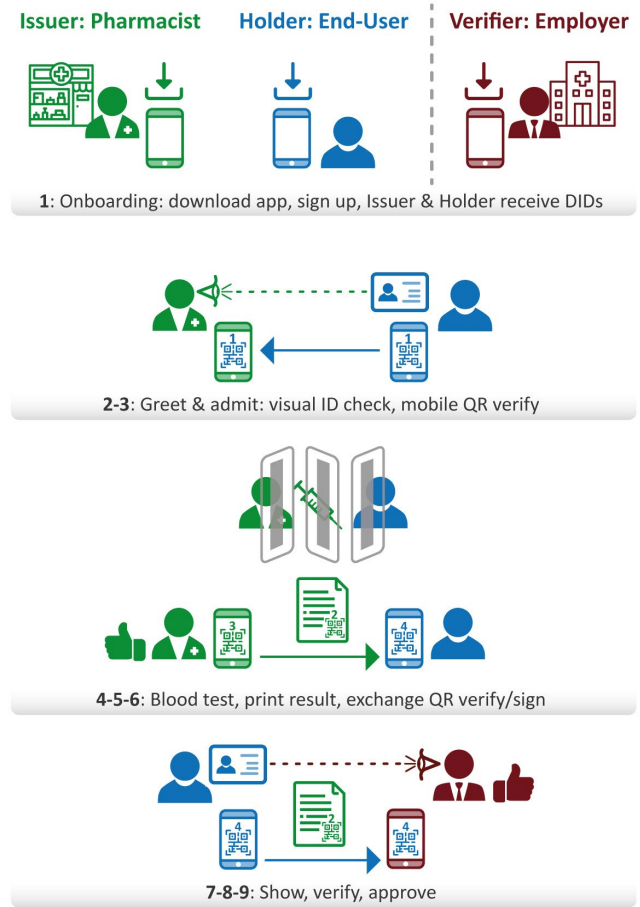 Issuer: Pharmacist
Holder: End-User
Verifier: Employer
1: Onboarding: download app, sign up, Issuer & Holder receive DIDs
1
1
2-3: Greet & admit: visual ID check, mobile QR verify
3
2
4
4-5-6: Blood test, print result, exchange QR verify/sign
4
2
4
7-8-9: Show, verify, approve